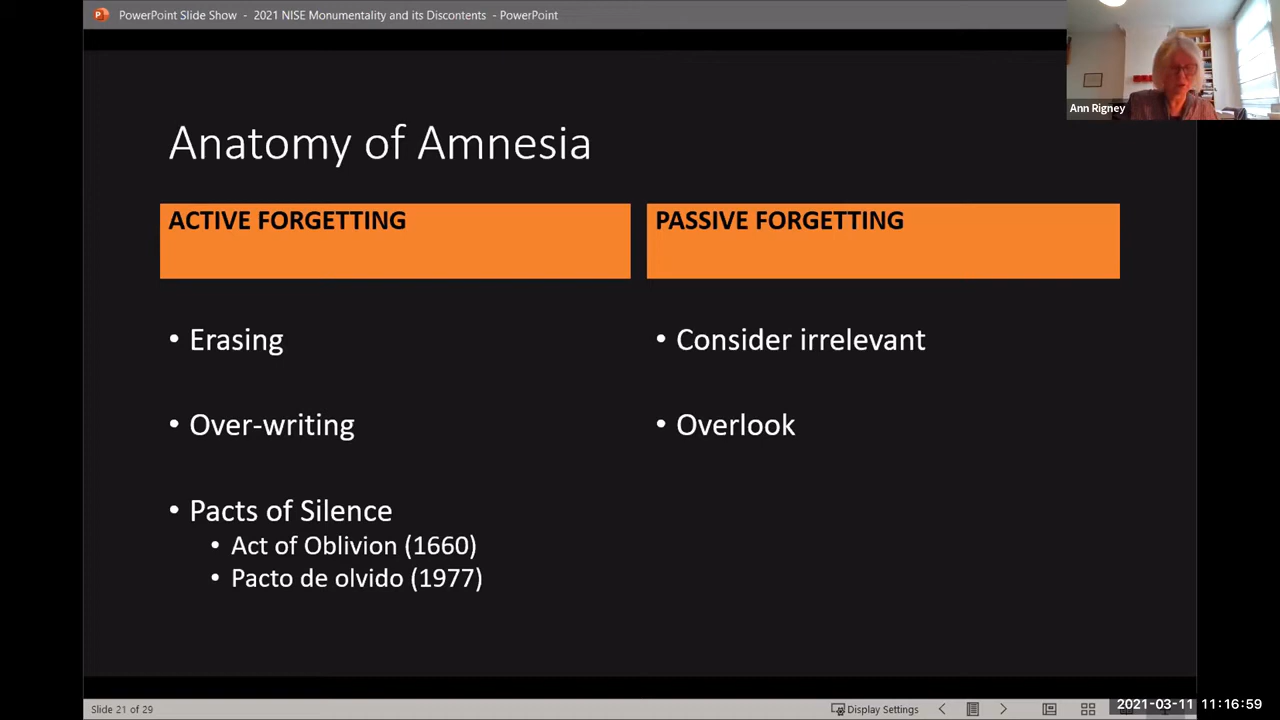 PowerPoint Slide Show - 2021 NISE Monumentality and its Discontents - PowerPoint
Ann Rigney
Anatomy of Amnesia
ACTIVE FORGETTING
• Erasing
• Over-writing
• Pacts of Silence
• Act of Oblivion (1660)
• Pacto de olvido (1977)
PASSIVE FORGETTING
• Consider irrelevant
• Overlook
Slide 21 of 29
Display Settings
2021-03-11 11:16:59